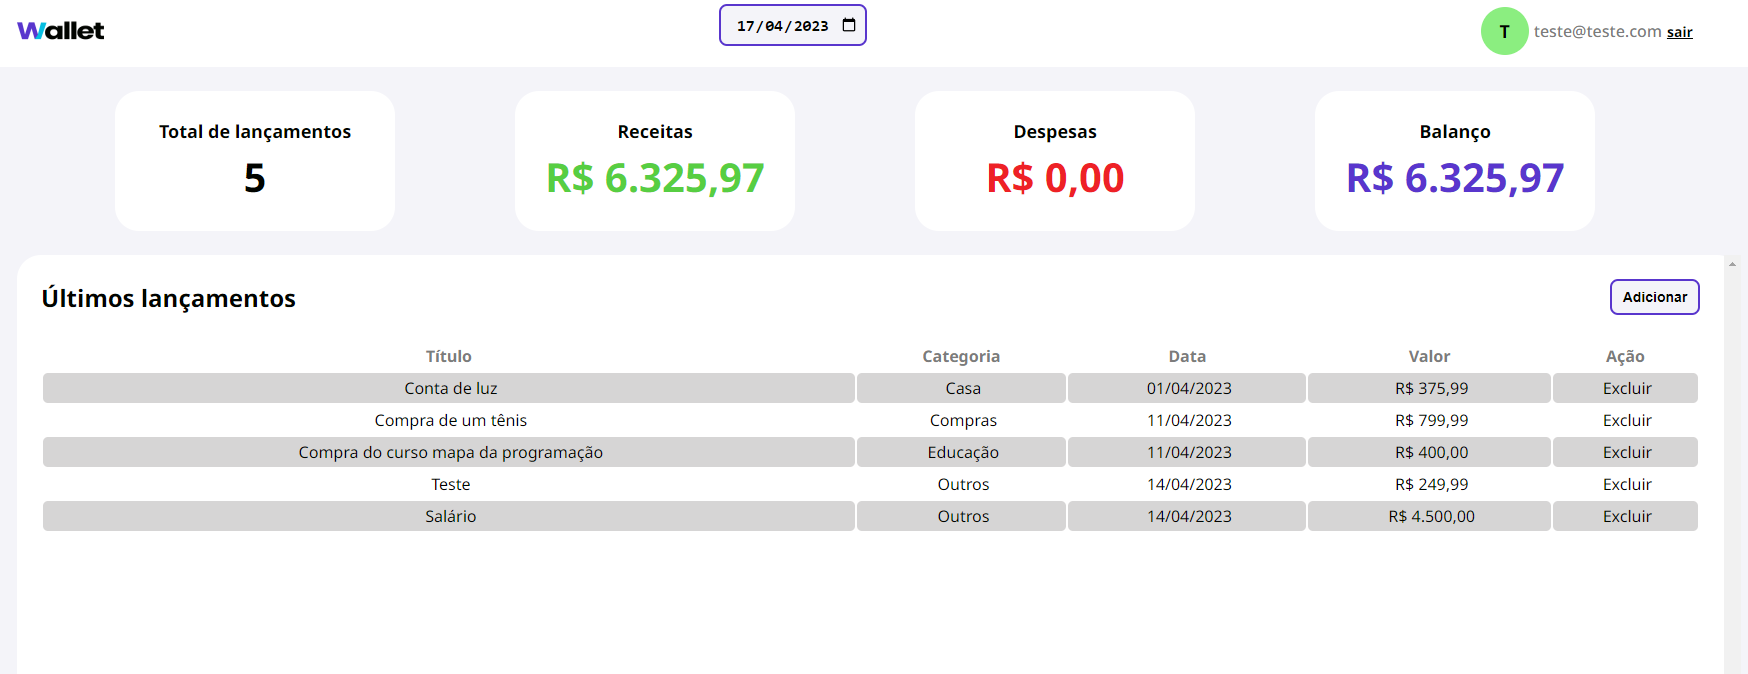 Wallet
17/04/2023
T teste@teste.com sair
Total de lançamentos
5
Receitas
R$ 6.325,97
Despesas
R$ 0,00
Balanço
R$ 6.325,97
Últimos lançamentos
Adicionar
Título Categoria Data Valor Ação
Conta de luz Casa 01/04/2023 R$ 375,99 Excluir
Compra de um tênis Compras 11/04/2023 R$ 799,99 Excluir
Compra do curso mapa da programação Educação 11/04/2023 R$ 400,00 Excluir
Teste Outros 14/04/2023 R$ 249,99 Excluir
Salário Outros 14/04/2023 R$ 4.500,00 Excluir